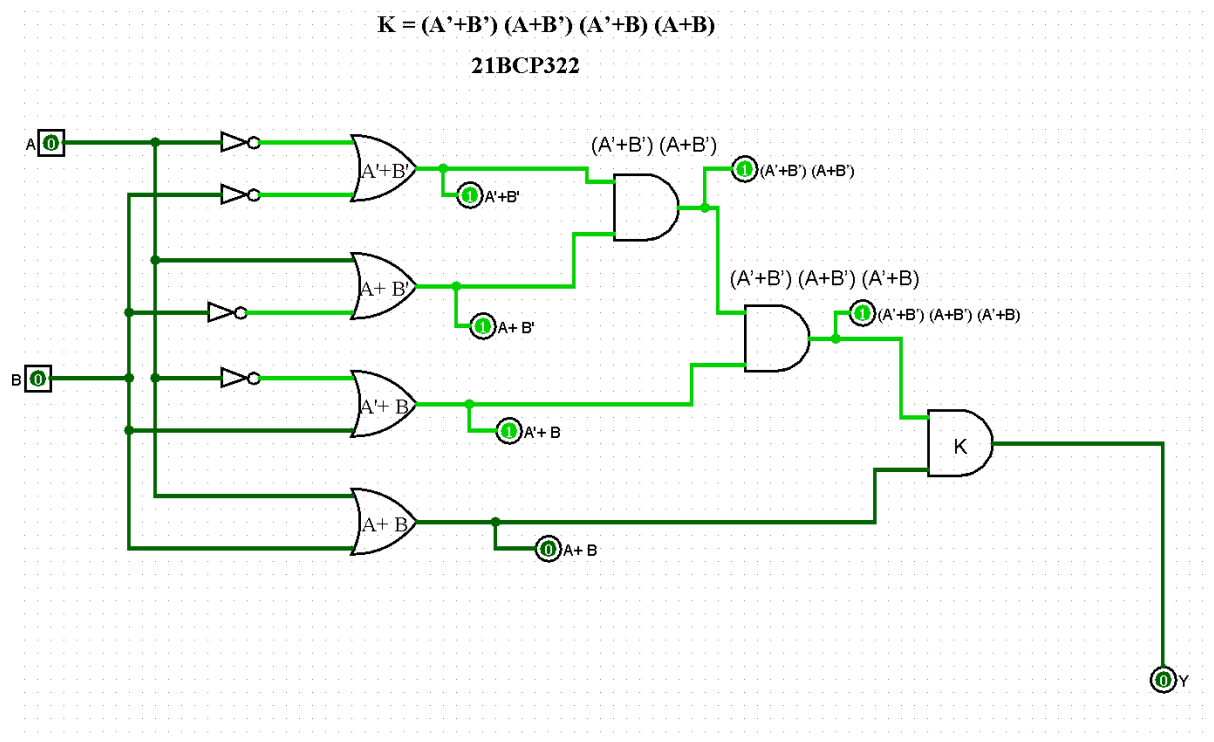 K = (A’+B’) (A+B’) (A’+B) (A+B)
21BCP322
A 0
A'+B'
1 A'+B'
(A’+B’) (A+B’)
1 (A’+B’) (A+B’)
A+ B'
1 A+ B'
(A’+B’) (A+B’) (A’+B)
1 (A’+B’) (A+B’) (A’+B)
B 0
A'+ B
1 A'+ B
K
A+ B
0 A+ B
0 Y